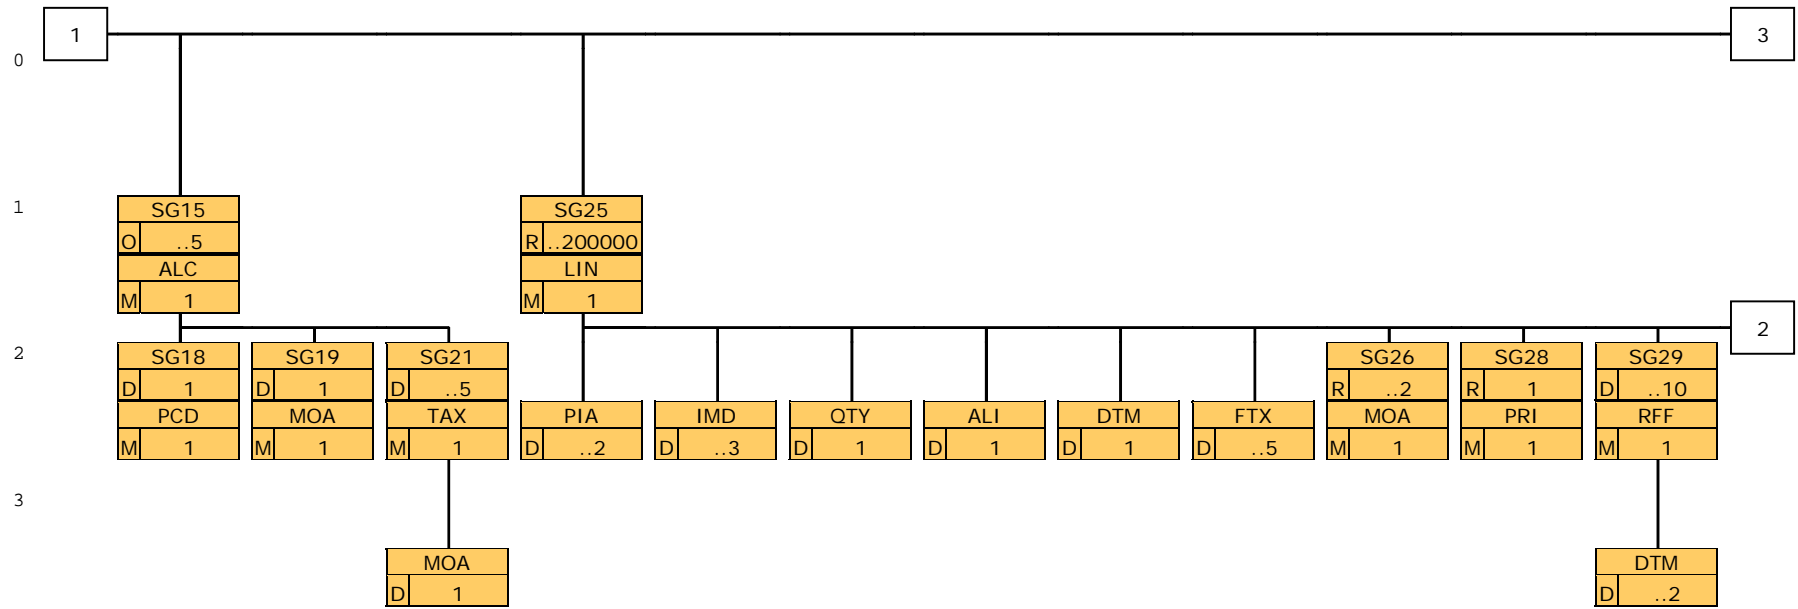 1
3
0
1
SG15
O ..5
ALC
M 1
SG25
R ..200000
LIN
M 1
2
2
SG18
D 1
PCD
M 1
SG19
D 1
MOA
M 1
SG21
D ..5
TAX
M 1
PIA
D ..2
IMD
D ..3
QTY
D 1
ALI
D 1
DTM
D 1
FTX
D ..5
SG26
R ..2
MOA
M 1
SG28
R 1
PRI
M 1
SG29
D ..10
RFF
M 1
3
MOA
D 1
DTM
D ..2